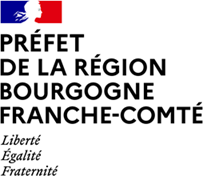 PRÉFET
DE LA RÉGION
BOURGOGNE
FRANCHE-COMTÉ
Liberté
Égalité
Fraternité